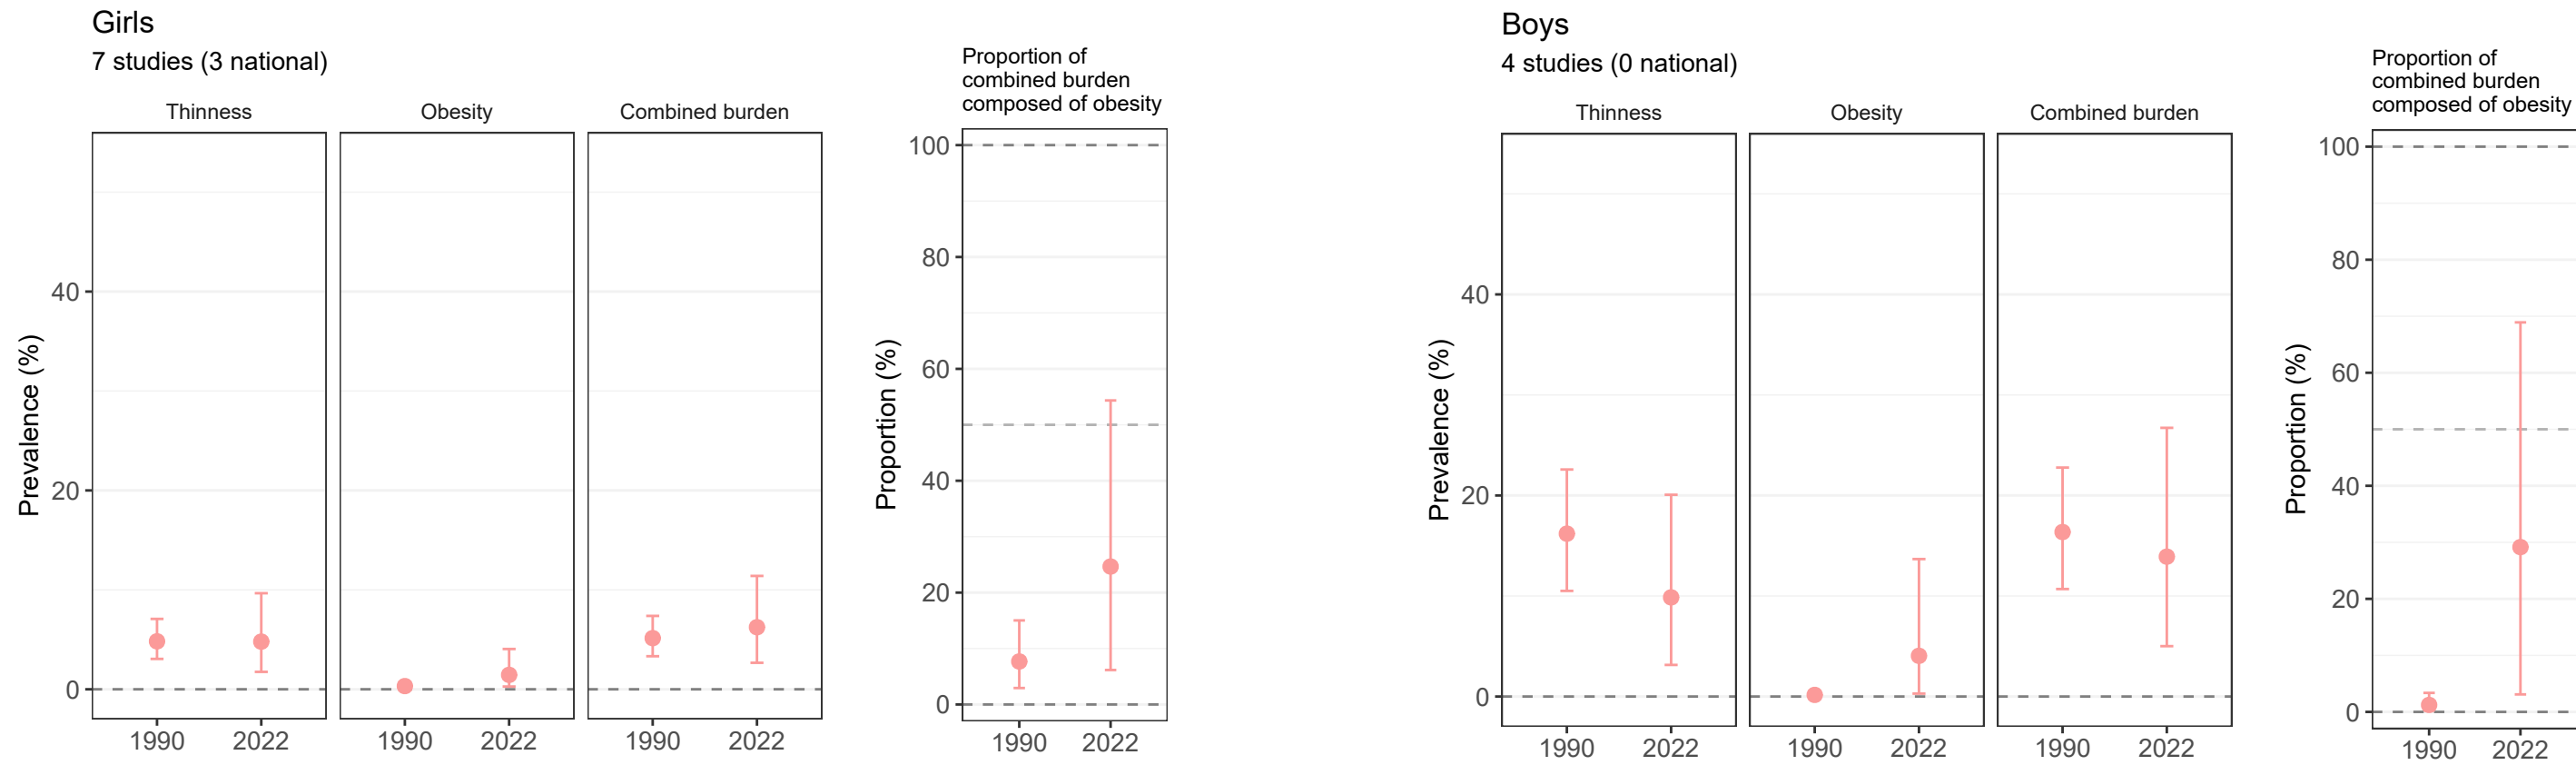 Girls
7 studies (3 national)
Thinness
Obesity
Combined burden
Prevalence (%)
40
20
0
1990
2022
1990
2022
1990
2022
Proportion of
combined burden
composed of obesity
Proportion (%)
100
80
60
40
20
0
1990
2022
Boys
4 studies (0 national)
Thinness
Obesity
Combined burden
Prevalence (%)
40
20
0
1990
2022
1990
2022
1990
2022
Proportion of
combined burden
composed of obesity
Proportion (%)
100
80
60
40
20
0
1990
2022